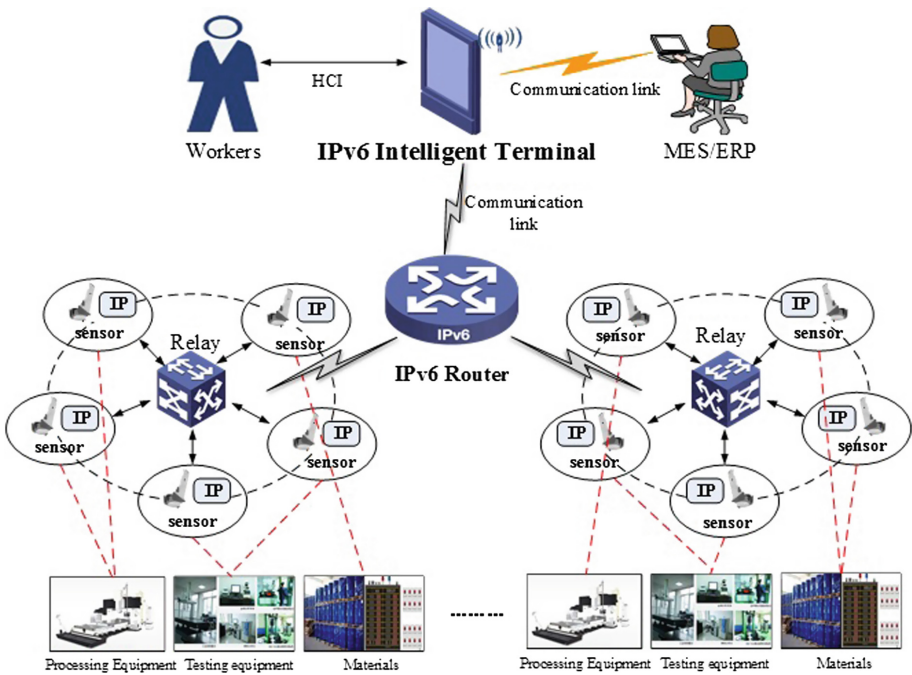 HCI
Communication link
Workers
IPv6 Intelligent Terminal
MES/ERP
Communication
link
IPv6
IPv6 Router
IP
sensor
IP
sensor
Relay
IP
sensor
IP
sensor
IP
sensor
IP
sensor
IP
sensor
Relay
IP
sensor
IP
sensor
IP
sensor
Processing Equipment
Testing equipment
Materials
........
Processing Equipment
Testing equipment
Materials